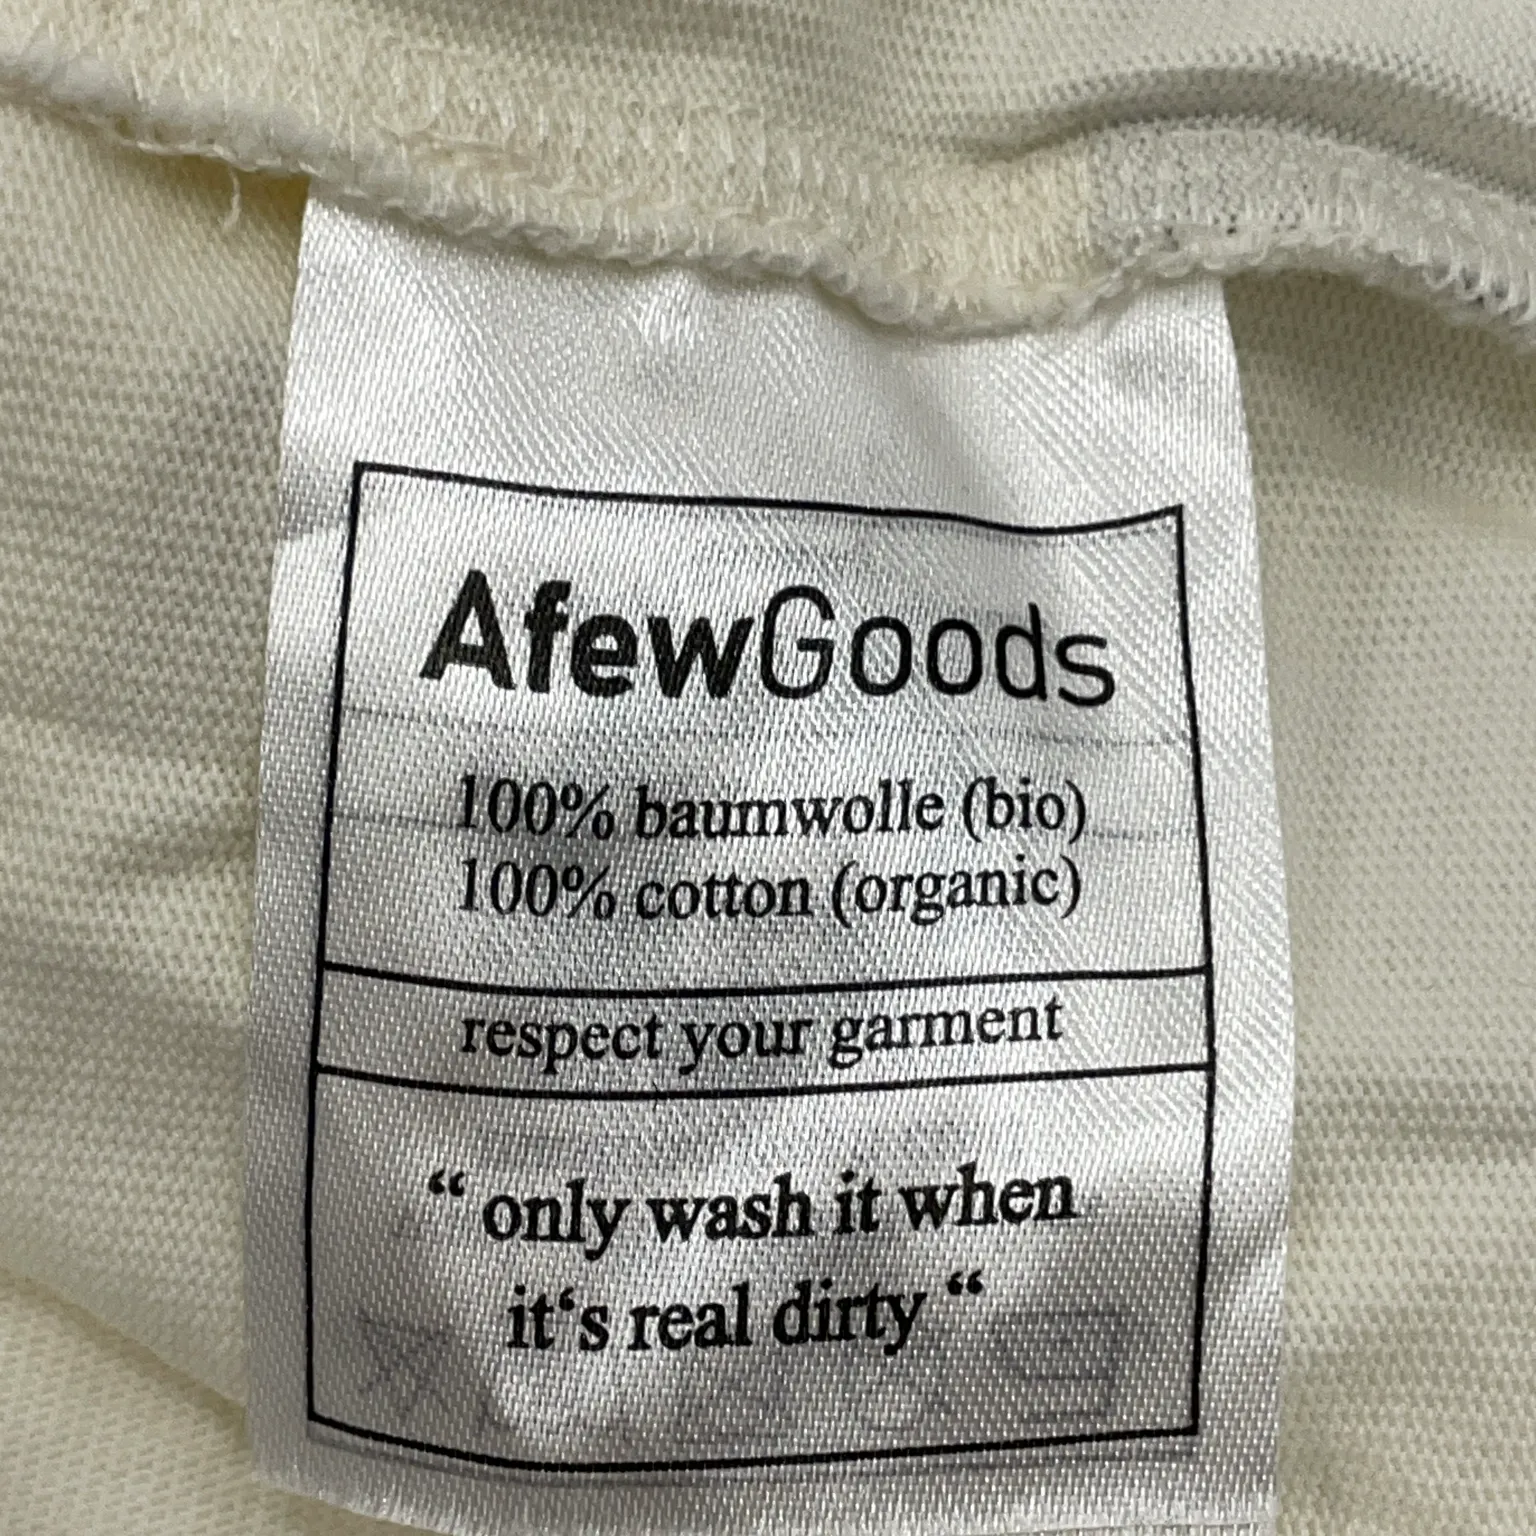 AfewGoods
100% baumwolle (bio)
100% cotton (organic)
respect your garment
“ only wash it when
it‘s real dirty “